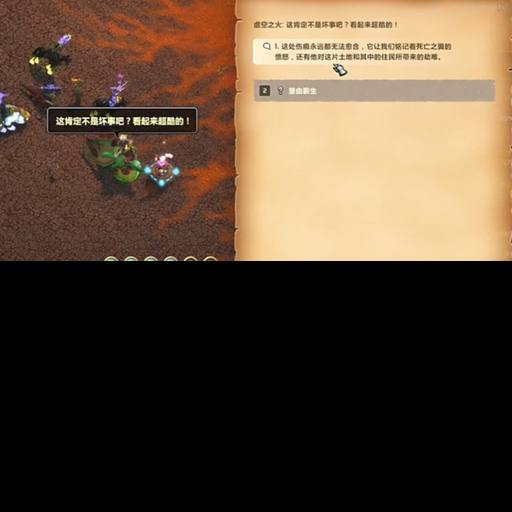 虚空之火: 这肯定不是坏事吧？看起来超酷的！
1. 这处伤痕永远都无法愈合，它让我们铭记着死亡之翼的
愤怒，还有他对这片土地和其中的住民所带来的劫难。
2
这肯定不是坏事吧？看起来超酷的！